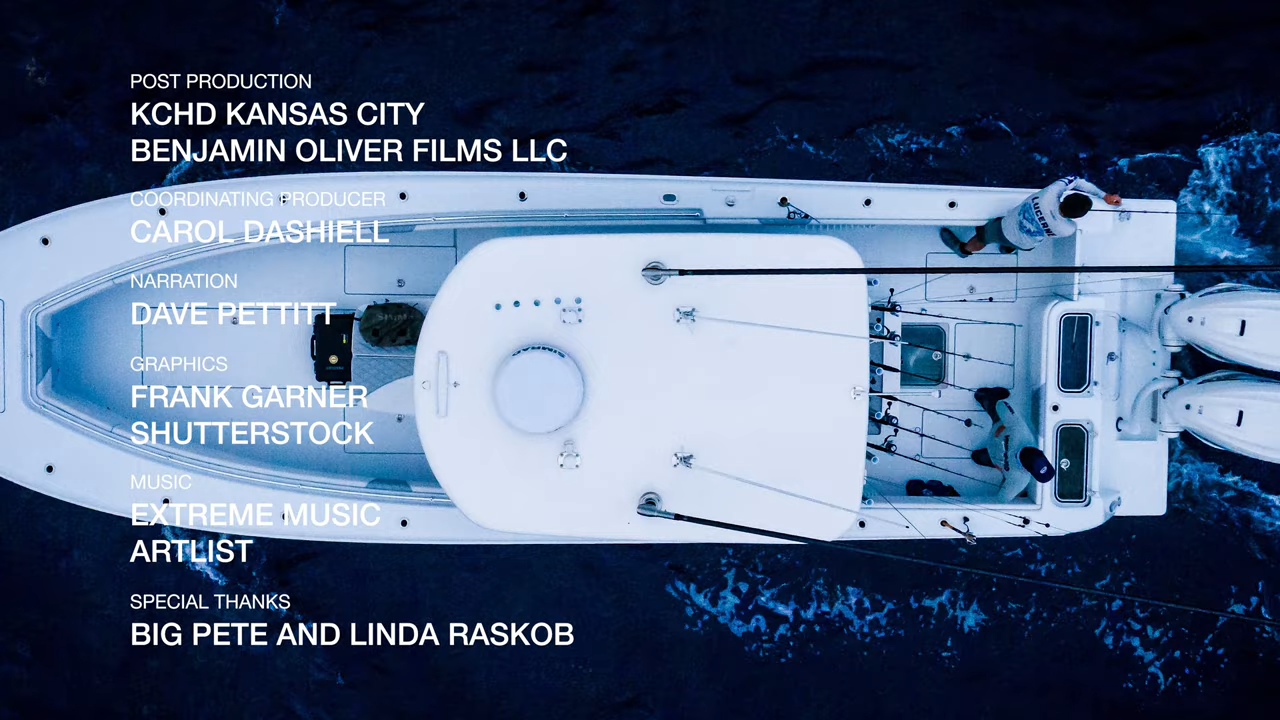 POST PRODUCTION
KCHD KANSAS CITY
BENJAMIN OLIVER FILMS LLC
COORDINATING PRODUCER
CAROL DASHIELL
NARRATION
DAVE PETTITT
GRAPHICS
FRANK GARNER
SHUTTERSTOCK
MUSIC
EXTREME MUSIC
ARTLIST
SPECIAL THANKS
BIG PETE AND LINDA RASKOB
SIMRAD